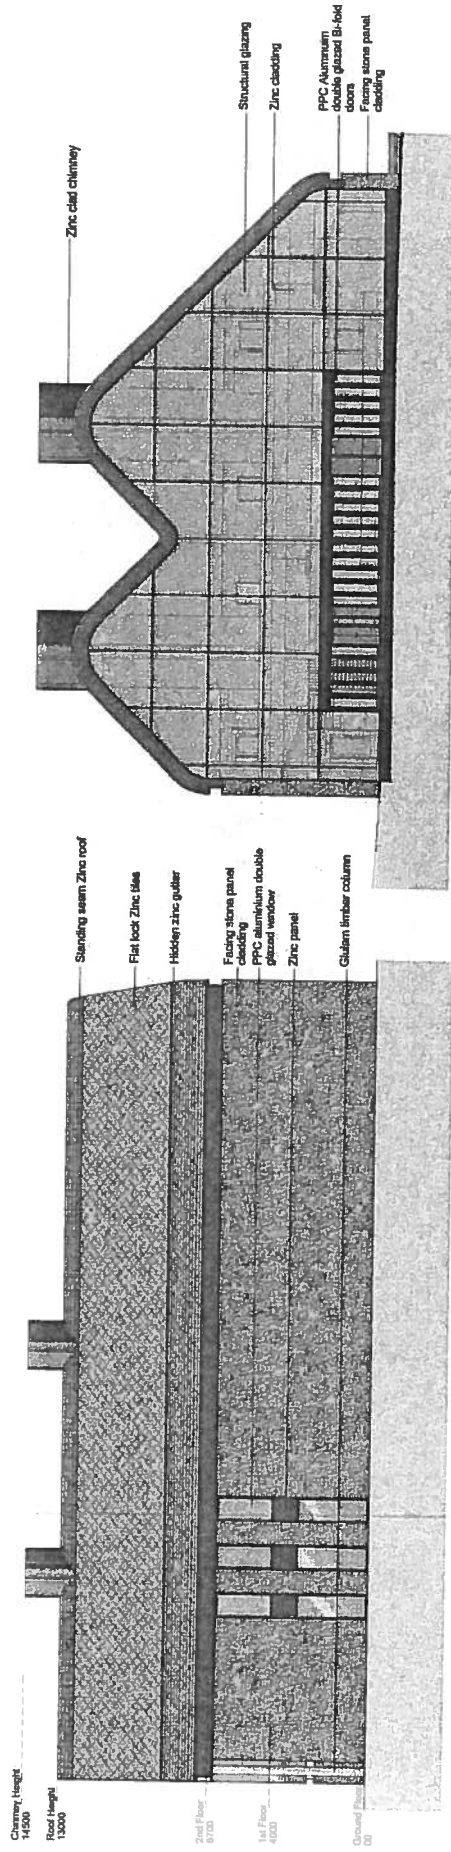 Chimney Height
14500
Roof Height
13000
2nd Floor
6700
1st Floor
4000
Ground Floor
00
Standing seam Zinc roof
Flat lock Zinc tiles
Hidden zinc gutter
Facing stone panel
cladding
PPC aluminium double
glazed window
Zinc panel
Glulam timber column
Zinc clad chimney
Structural glazing
Zinc cladding
PPC Aluminium
double glazed Bi-fold
doors
Facing stone panel
cladding